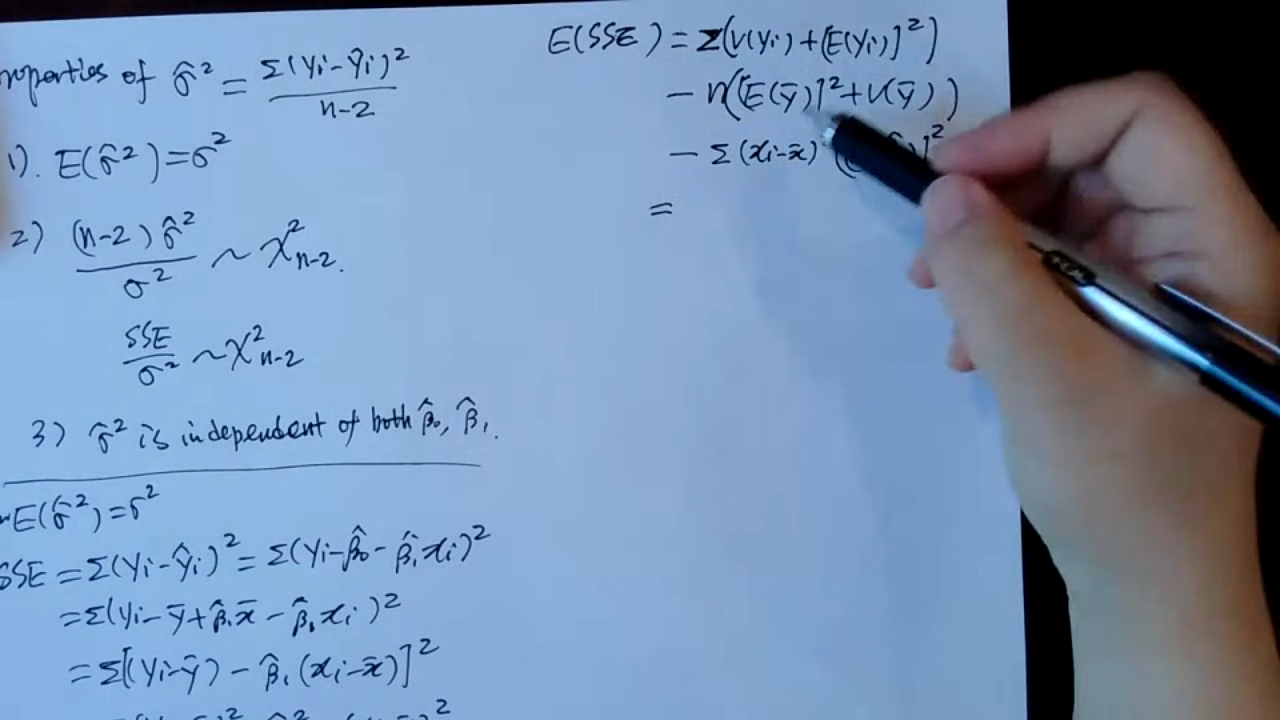 roperties of σ̂² = Σ(yi-ŷi)² / n-2
1). E(σ̂²)=σ²
2) (n-2)σ̂² / σ² ~ χ²n-2.
SSE / σ² ~ χ²n-2
3) σ̂² is independent of both β̂0, β̂1.
E(σ̂²)=σ²
SSE = Σ(yi-ŷi)² = Σ(yi-β̂0-β̂1xi)²
= Σ(yi-ȳ+β̂1x̄-β̂1xi)²
= Σ[(yi-ȳ)-β̂1(xi-x̄)]²
E(SSE) = Σ(V(yi)+[E(yi)]²)
- n([E(ȳ)]²+V(ȳ))
- Σ(xi-x̄)
=